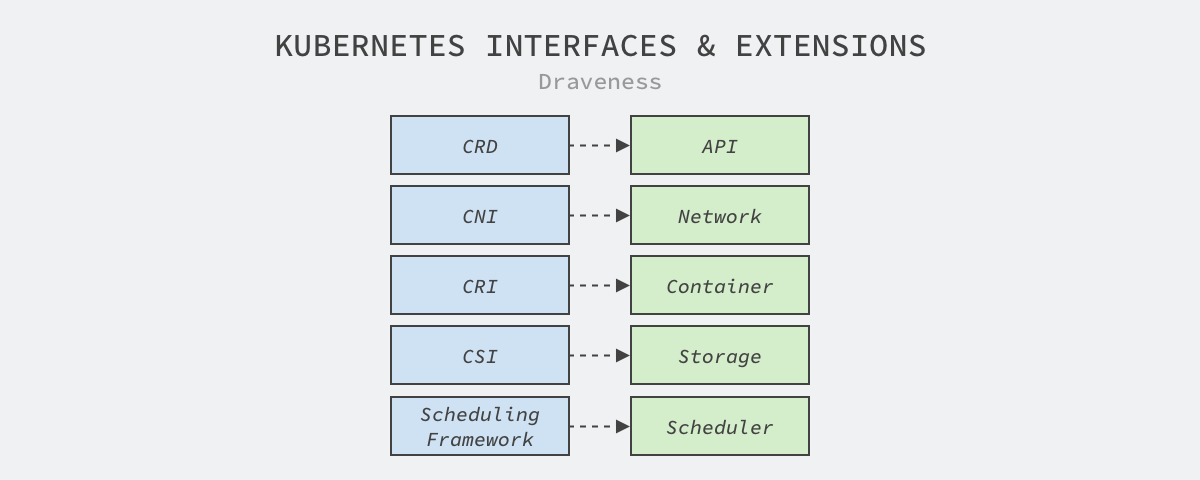 KUBERNETES INTERFACES & EXTENSIONS
Draveness
CRD
API
CNI
Network
CRI
Container
CSI
Storage
Scheduling
Framework
Scheduler